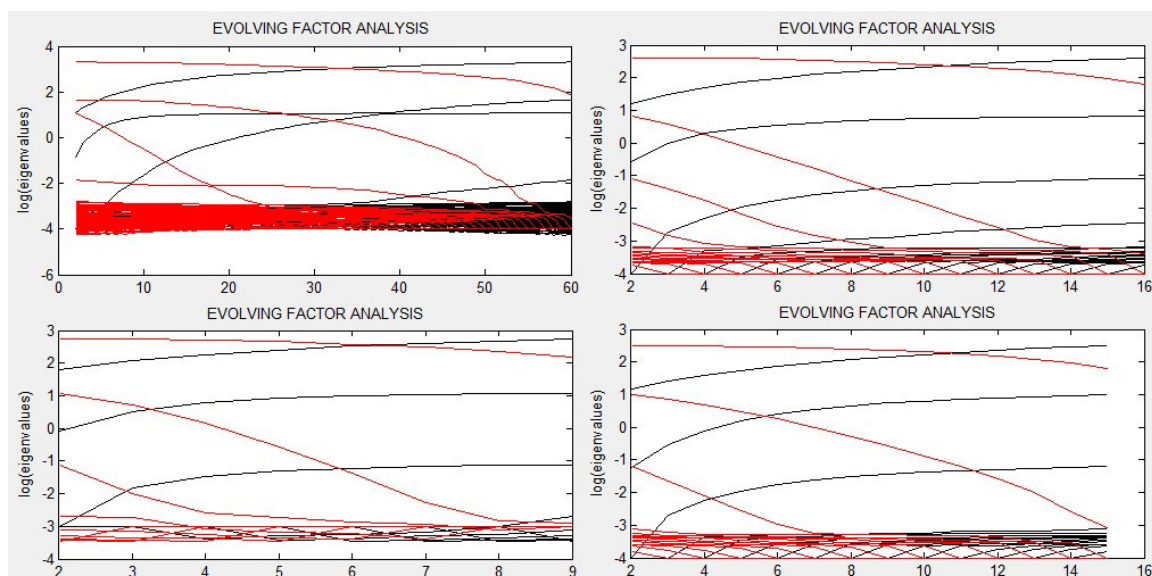 EVOLVING FACTOR ANALYSIS
log(eigenvalues)
4
2
0
-2
-4
-6
0 10 20 30 40 50 60
EVOLVING FACTOR ANALYSIS
log(eigenvalues)
3
2
1
0
-1
-2
-3
-4
2 4 6 8 10 12 14 16
EVOLVING FACTOR ANALYSIS
log(eigenvalues)
3
2
1
0
-1
-2
-3
-4
2 3 4 5 6 7 8 9
EVOLVING FACTOR ANALYSIS
log(eigenvalues)
3
2
1
0
-1
-2
-3
-4
2 4 6 8 10 12 14 16